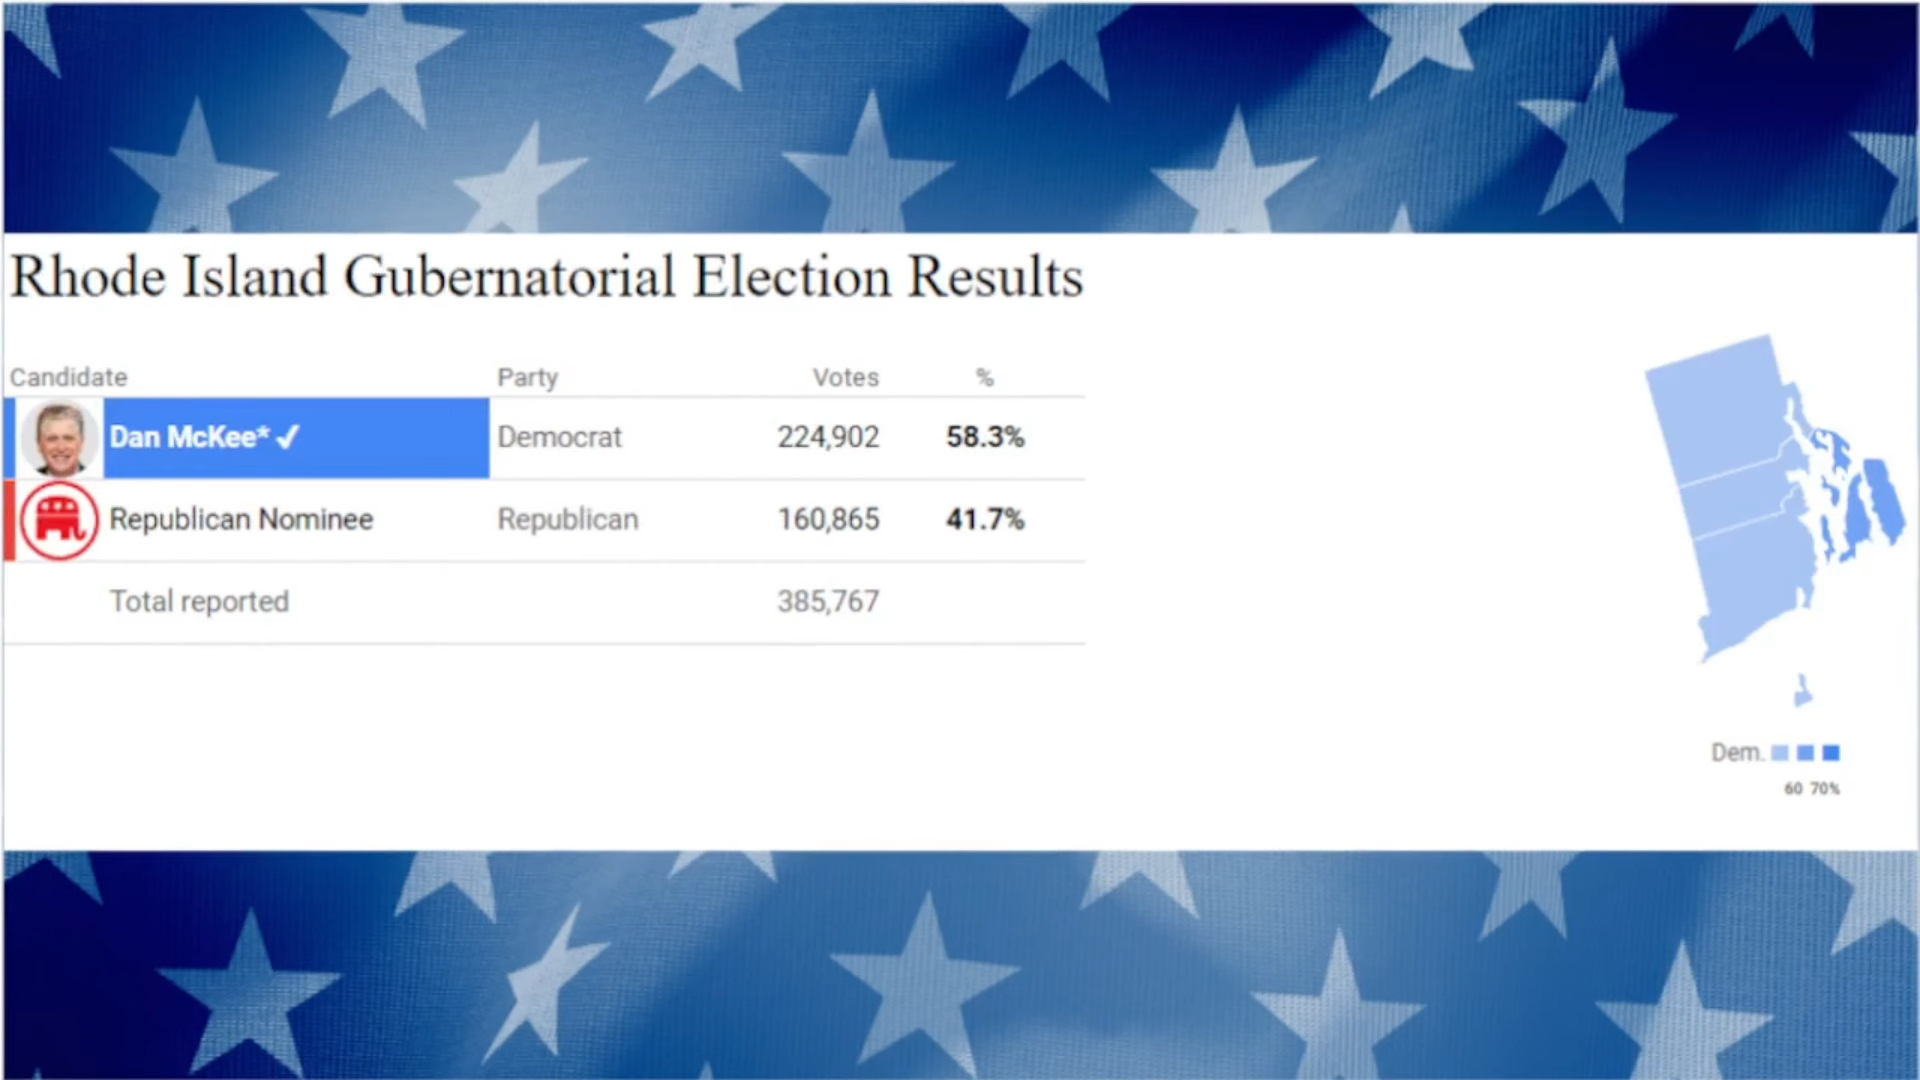 Rhode Island Gubernatorial Election Results
Candidate Party Votes %
Dan McKee* ✓ Democrat 224,902 58.3%
Republican Nominee Republican 160,865 41.7%
Total reported 385,767
Dem.
60 70%